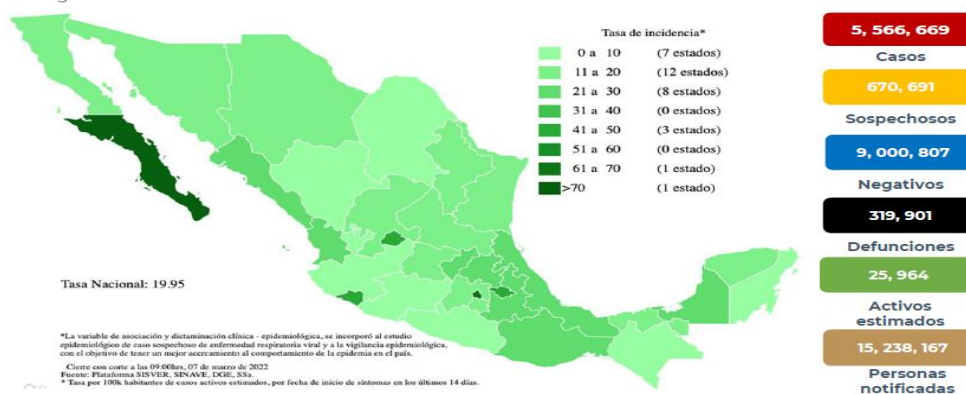 Tasa de incidencia*
0 a 10 (7 estados)
11 a 20 (12 estados)
21 a 30 (8 estados)
31 a 40 (0 estados)
41 a 50 (3 estados)
51 a 60 (0 estados)
61 a 70 (1 estado)
>70 (1 estado)
Tasa Nacional: 19.95
*La variable de asociación y dictaminación clínica - epidemiológica, se incorporó al estudio
epidemiológico de caso sospechoso de enfermedad respiratoria viral y a la vigilancia epidemiológica,
con el objetivo de tener un mejor acercamiento al comportamiento de la epidemia en el país.
Cierre con corte a las 09:00hrs, 07 de marzo de 2022
Fuente: Plataforma SISVER, SINAVE, DGE, SSa.
* Tasa por 100k habitantes de casos activos estimados, por fecha de inicio de síntomas en los últimos 14 días.
5, 566, 669
Casos
670, 691
Sospechosos
9, 000, 807
Negativos
319, 901
Defunciones
25, 964
Activos
estimados
15, 238, 167
Personas
notificadas